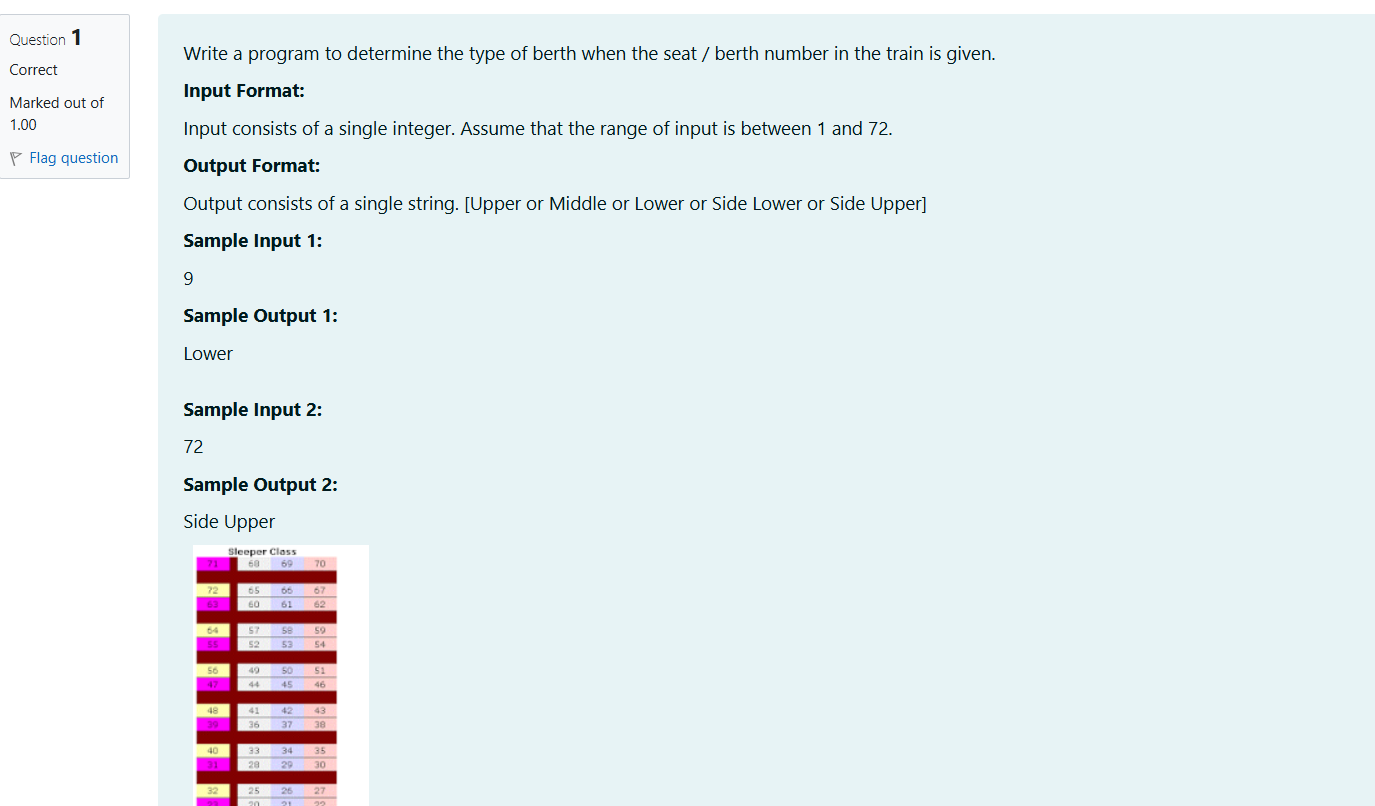 Question 1
Correct
Marked out of
1.00
Flag question
Write a program to determine the type of berth when the seat / berth number in the train is given.
Input Format:
Input consists of a single integer. Assume that the range of input is between 1 and 72.
Output Format:
Output consists of a single string. [Upper or Middle or Lower or Side Lower or Side Upper]
Sample Input 1:
9
Sample Output 1:
Lower
Sample Input 2:
72
Sample Output 2:
Side Upper
Sleeper Class
71 68 69 70
72 65 66 67
63 60 61 62
64 57 58 59
55 52 53 54
56 49 50 51
47 44 45 46
48 41 42 43
39 36 37 38
40 33 34 35
31 28 29 30
32 25 26 27